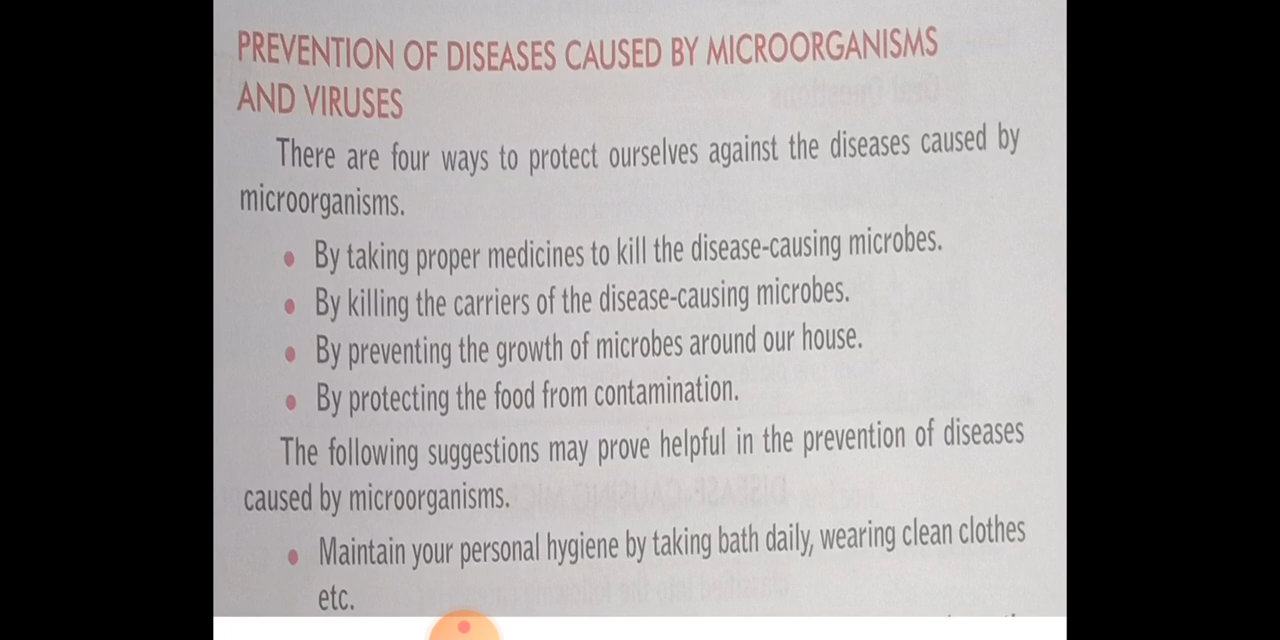 PREVENTION OF DISEASES CAUSED BY MICROORGANISMS
AND VIRUSES
There are four ways to protect ourselves against the diseases caused by
microorganisms.
• By taking proper medicines to kill the disease-causing microbes.
• By killing the carriers of the disease-causing microbes.
• By preventing the growth of microbes around our house.
• By protecting the food from contamination.
The following suggestions may prove helpful in the prevention of diseases
caused by microorganisms.
• Maintain your personal hygiene by taking bath daily, wearing clean clothes
etc.